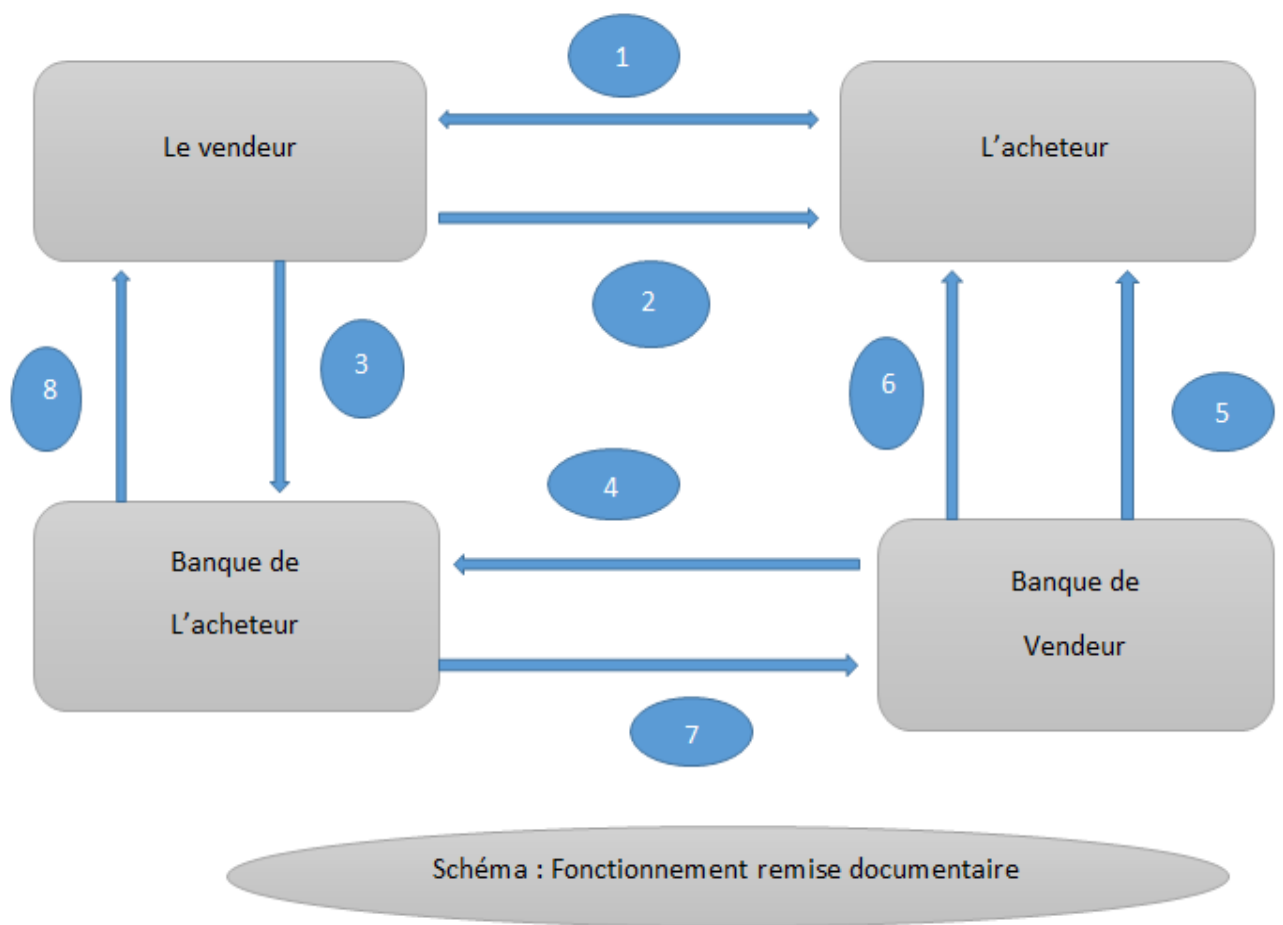 1
Le vendeur
L’acheteur
2
3
8
6
5
4
Banque de
L’acheteur
Banque de
Vendeur
7
Schéma : Fonctionnement remise documentaire